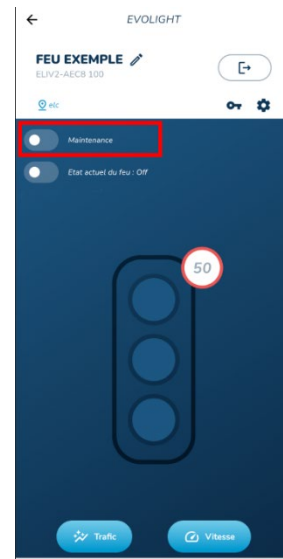 EVOLIGHT
FEU EXEMPLE
ELIV2-AEC8 100
elc
Maintenance
Etat actuel du feu : Off
50
Trafic
Vitesse